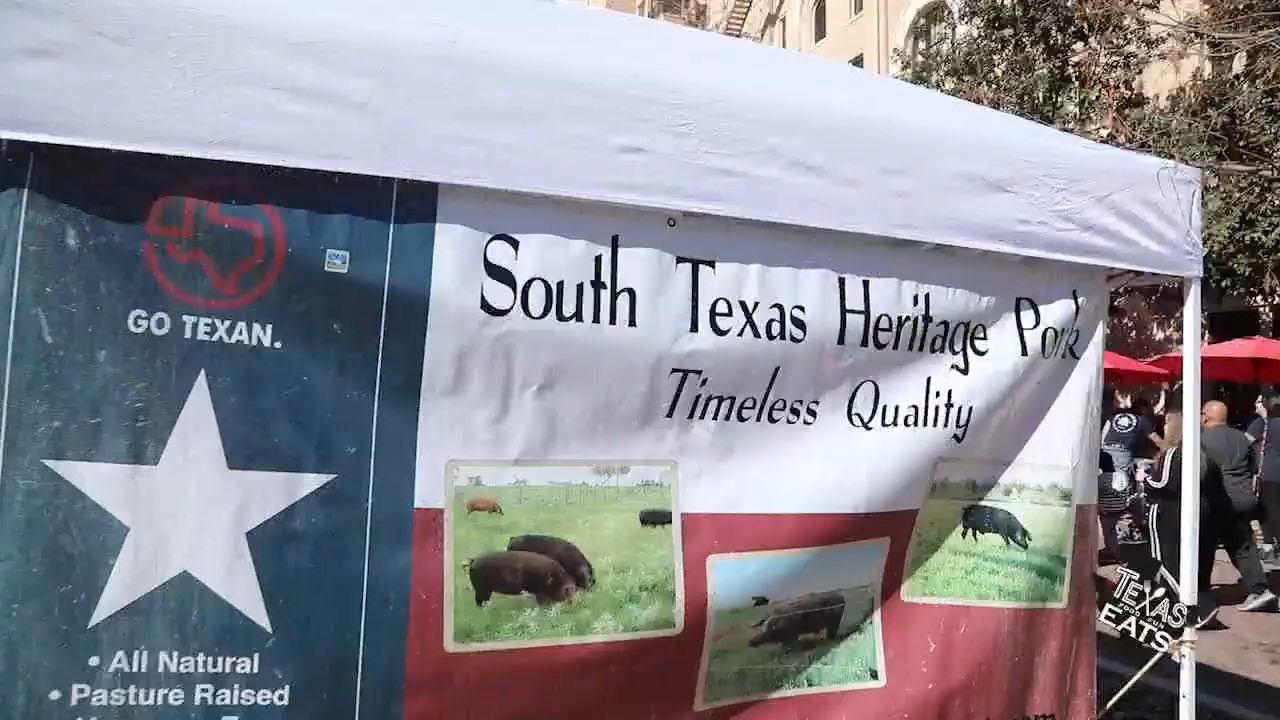 GO TEXAN.
• All Natural
• Pasture Raised
South Texas Heritage Pork
Timeless Quality
TEXAS
EATS